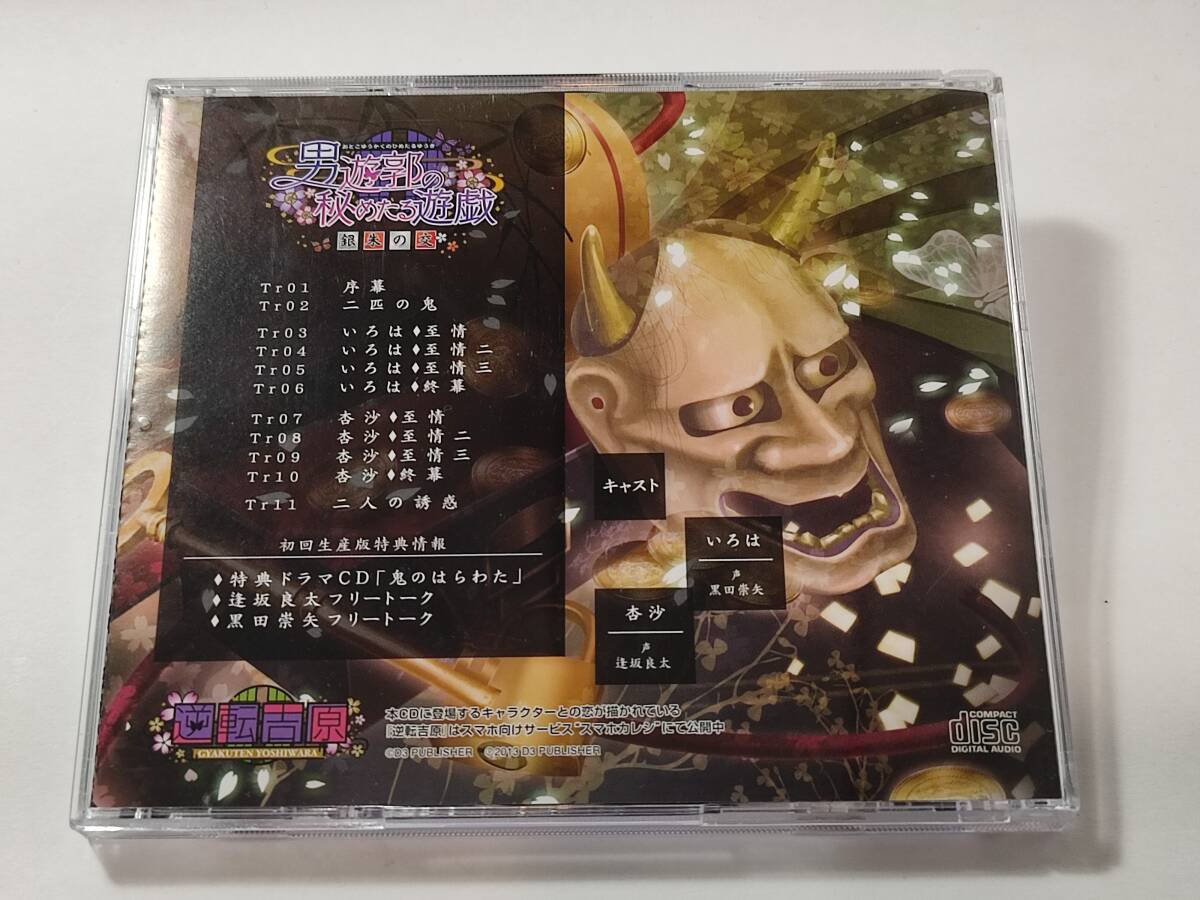 おとこゆうかくのひめたるゆうぎ
男遊郭の
秘めたる遊戯
銀朱の交
Tr01 序幕
Tr02 二匹の鬼
Tr03 いろは♦至情
Tr04 いろは♦至情二
Tr05 いろは♦至情三
Tr06 いろは♦終幕
Tr07 杏沙♦至情
Tr08 杏沙♦至情二
Tr09 杏沙♦至情三
Tr10 杏沙♦終幕
Tr11 二人の誘惑
初回生産版特典情報
♦特典ドラマCD「鬼のはらわた」
♦逢坂良太フリートーク
♦黒田崇矢フリートーク
キャスト
いろは
声
黒田崇矢
杏沙
声
逢坂良太
逆転吉原
GYAKUTEN YOSHIWARA
本CDに登場するキャラクターとの恋が描かれている
『逆転吉原』はスマホ向けサービス"スマホカレシ"にて公開中
©D3 PUBLISHER ℗2013 D3 PUBLISHER
COMPACT
disc
DIGITAL AUDIO